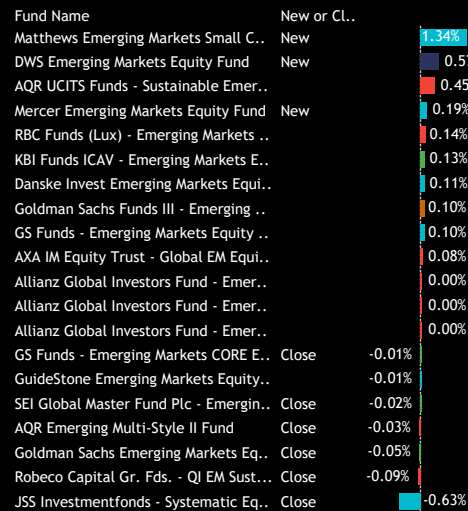 Fund Name New or Cl..
Matthews Emerging Markets Small C.. New 1.34%
DWS Emerging Markets Equity Fund New 0.5
AQR UCITS Funds - Sustainable Emer.. 0.45
Mercer Emerging Markets Equity Fund New 0.19%
RBC Funds (Lux) - Emerging Markets .. 0.14%
KBI Funds ICAV - Emerging Markets E.. 0.13%
Danske Invest Emerging Markets Equi.. 0.11%
Goldman Sachs Funds III - Emerging .. 0.10%
GS Funds - Emerging Markets Equity .. 0.10%
AXA IM Equity Trust - Global EM Equi.. 0.08%
Allianz Global Investors Fund - Emer.. 0.00%
Allianz Global Investors Fund - Emer.. 0.00%
Allianz Global Investors Fund - Emer.. 0.00%
GS Funds - Emerging Markets CORE E.. Close -0.01%
GuideStone Emerging Markets Equity.. -0.01%
SEI Global Master Fund Plc - Emergin.. Close -0.02%
AQR Emerging Multi-Style II Fund Close -0.03%
Goldman Sachs Emerging Markets Eq.. Close -0.05%
Robeco Capital Gr. Fds. - QI EM Sust... Close -0.09%
JSS Investmentfonds - Systematic Eq.. Close -0.63%